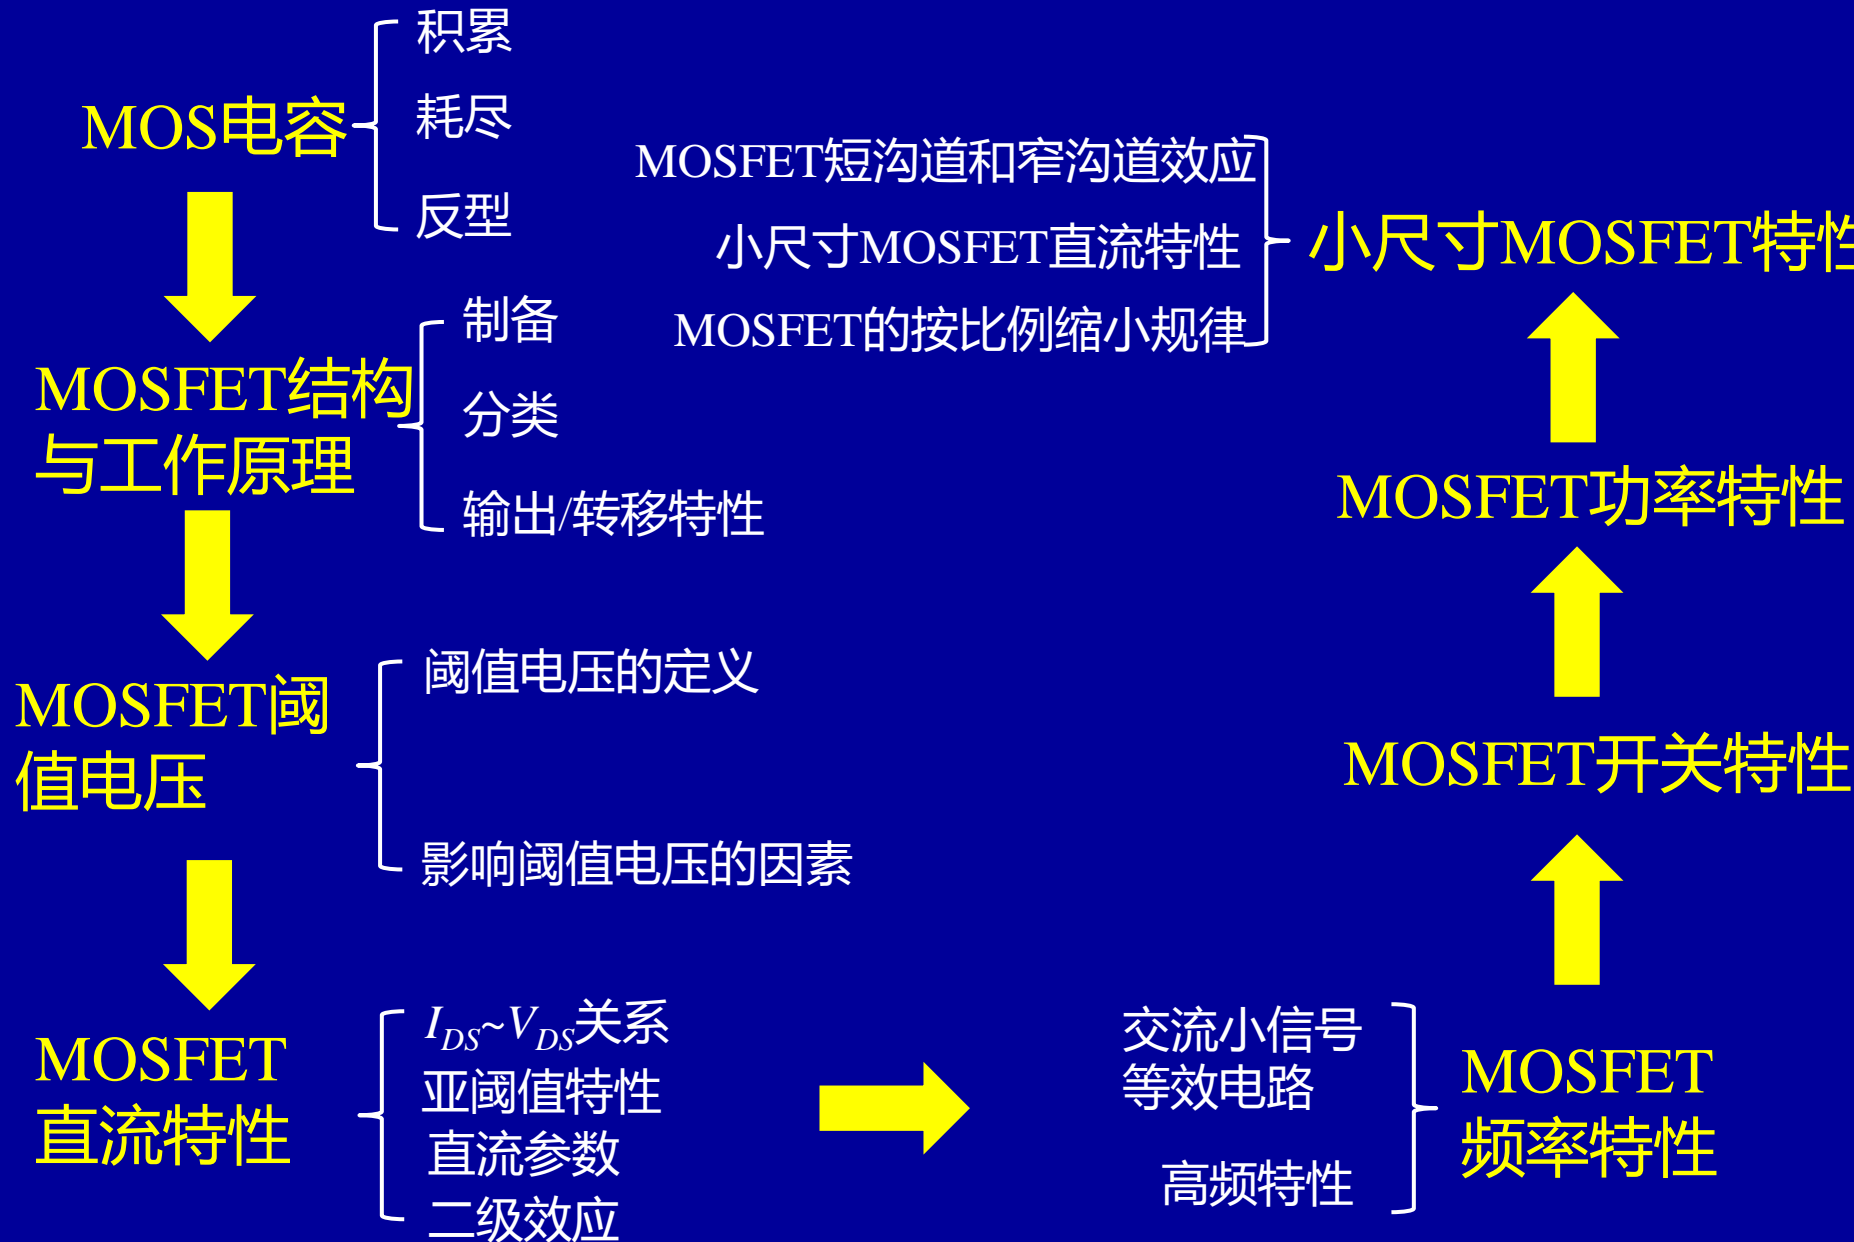 MOS电容
积累
耗尽
反型
MOSFET结构
与工作原理
制备
分类
输出/转移特性
MOSFET阈
值电压
阈值电压的定义
影响阈值电压的因素
MOSFET
直流特性
I_DS~V_DS关系
亚阈值特性
直流参数
二级效应
交流小信号
等效电路
高频特性
MOSFET
频率特性
MOSFET开关特性
MOSFET功率特性
小尺寸MOSFET特性
MOSFET短沟道和窄沟道效应
小尺寸MOSFET直流特性
MOSFET的按比例缩小规律